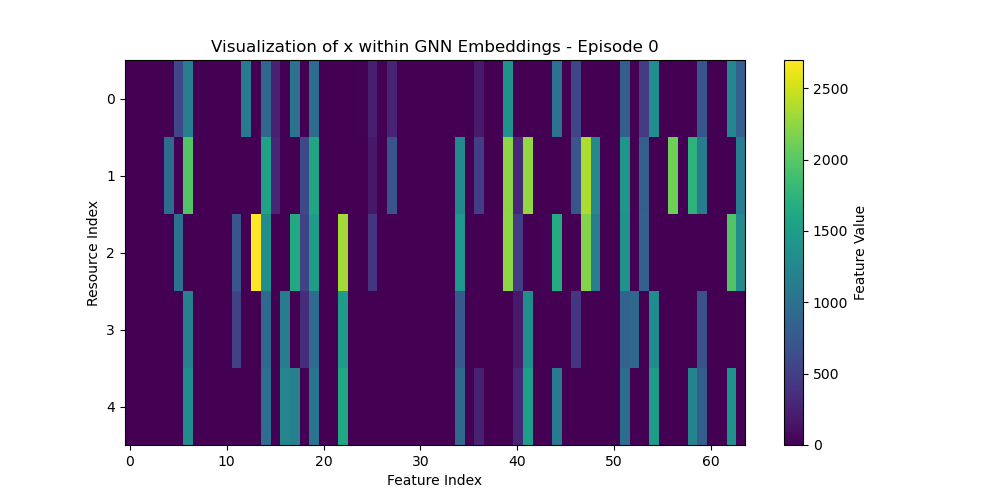 Visualization of x within GNN Embeddings - Episode 0
Resource Index
0
1
2
3
4
0 10 20 30 40 50 60
Feature Index
2500
2000
1500
1000
500
0
Feature Value